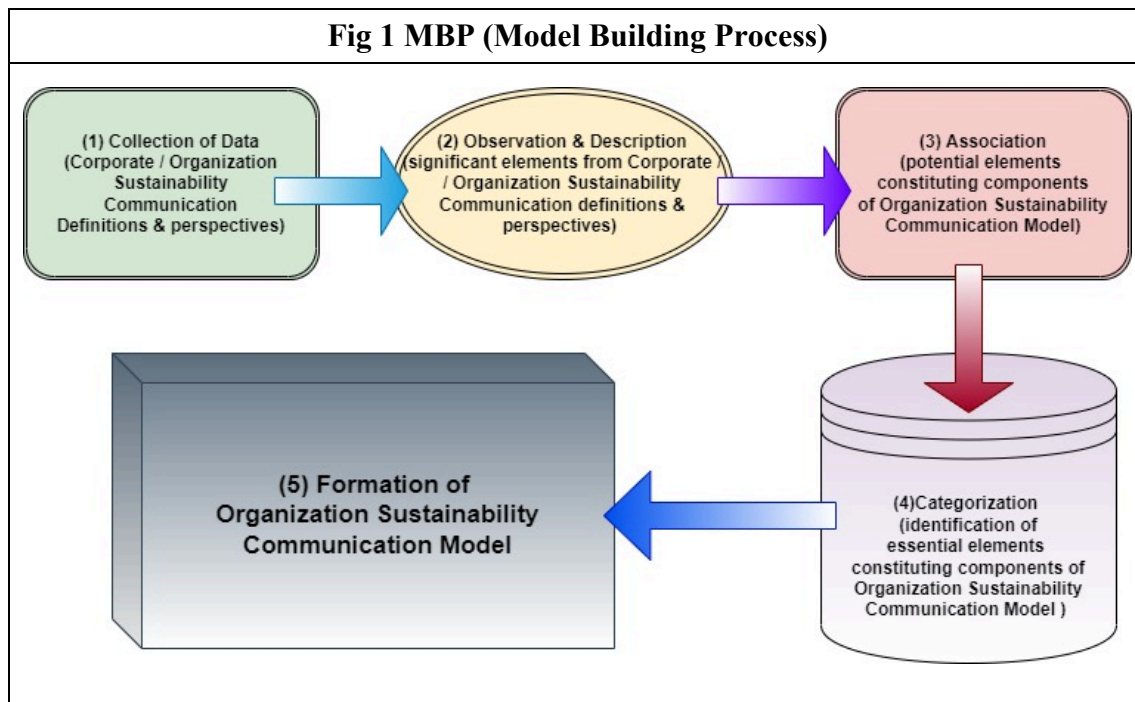 Fig 1 MBP (Model Building Process)
(1) Collection of Data
(Corporate / Organization
Sustainability
Communication
Definitions & perspectives)
(2) Observation & Description
(significant elements from Corporate /
/ Organization Sustainability
Communication definitions &
perspectives)
(3) Association
(potential elements
constituting components
of Organization Sustainability
Communication Model)
(4)Categorization
(identification of
essential elements
constituting components of
Organization Sustainability
Communication Model )
(5) Formation of
Organization Sustainability
Communication Model